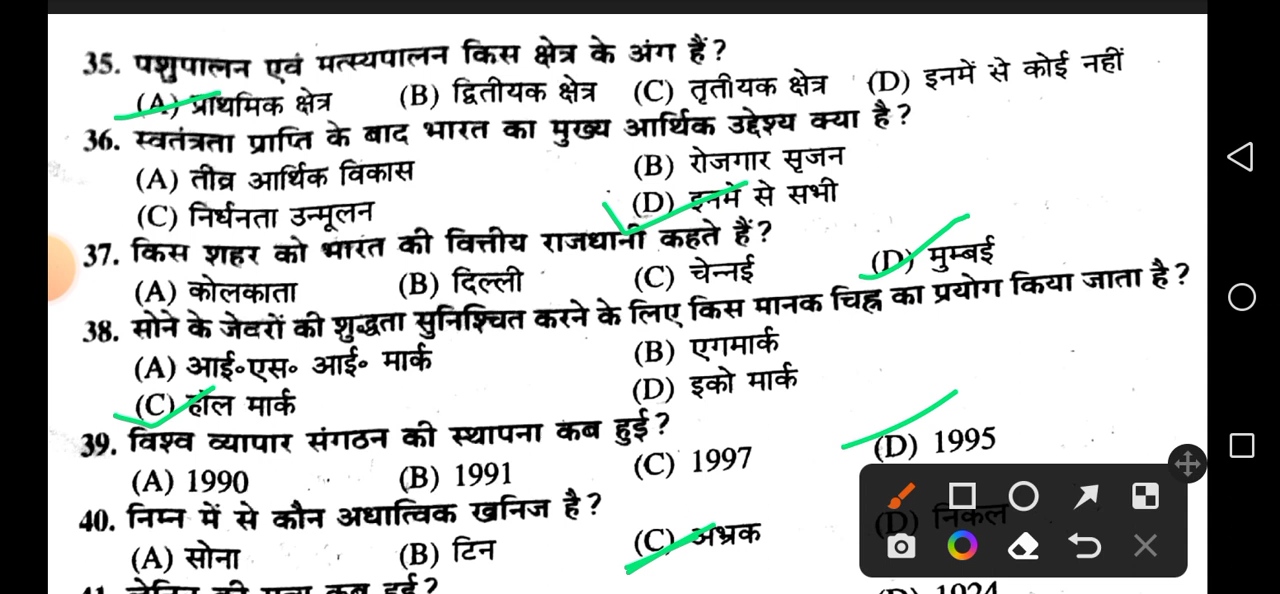 35. पशुपालन एवं मत्स्यपालन किस क्षेत्र के अंग हैं?
(A) प्राथमिक क्षेत्र (B) द्वितीयक क्षेत्र (C) तृतीयक क्षेत्र (D) इनमें से कोई नहीं
36. स्वतंत्रता प्राप्ति के बाद भारत का मुख्य आर्थिक उद्देश्य क्या है?
(A) तीव्र आर्थिक विकास (B) रोजगार सृजन
(C) निर्धनता उन्मूलन (D) इनमें से सभी
37. किस शहर को भारत की वित्तीय राजधानी कहते हैं?
(A) कोलकाता (B) दिल्ली (C) चेन्नई (D) मुम्बई
38. सोने के जेवरों की शुद्धता सुनिश्चित करने के लिए किस मानक चिह्न का प्रयोग किया जाता है?
(A) आई॰एस॰ आई॰ मार्क (B) एगमार्क
(C) हॉल मार्क (D) इको मार्क
39. विश्व व्यापार संगठन की स्थापना कब हुई?
(A) 1990 (B) 1991 (C) 1997 (D) 1995
40. निम्न में से कौन अधात्विक खनिज है?
(A) सोना (B) टिन (C) अभ्रक (D) निकल
41. लेनिन की मृत्यु कब हुई?
(D) 1924